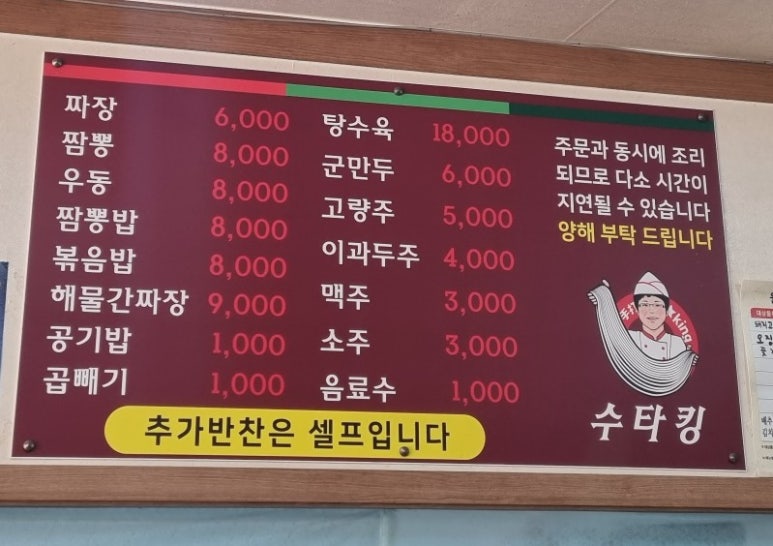 짜장 6,000
짬뽕 8,000
우동 8,000
짬뽕밥 8,000
볶음밥 8,000
해물간짜장 9,000
공기밥 1,000
곱빼기 1,000
탕수육 18,000
군만두 6,000
고량주 5,000
이과두주 4,000
맥주 3,000
소주 3,000
음료수 1,000
주문과 동시에 조리
되므로 다소 시간이
지연될 수 있습니다
양해 부탁 드립니다
수타킹
추가반찬은 셀프입니다